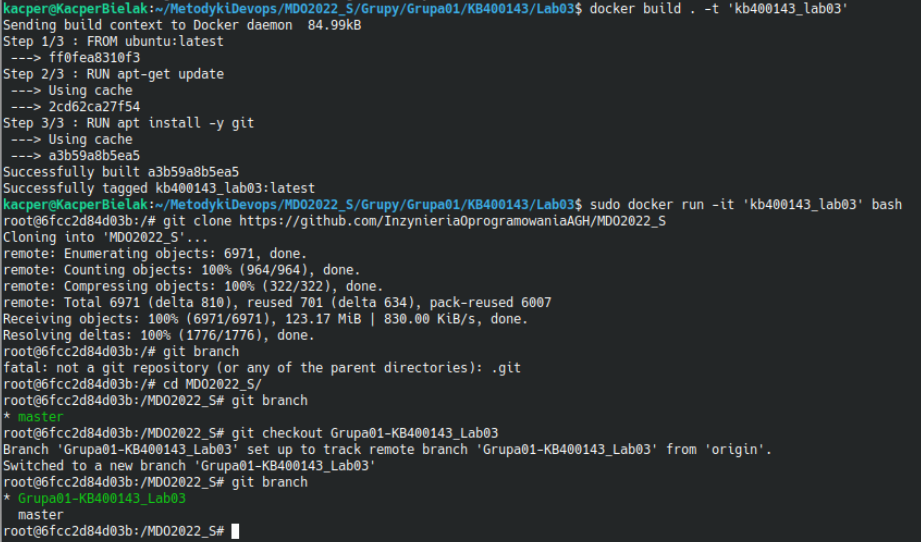 kacper@KacperBielak:~/MetodykiDevops/MDO2022_S/Grupy/Grupa01/KB400143/Lab03$ docker build . -t 'kb400143_lab03'
Sending build context to Docker daemon  84.99kB
Step 1/3 : FROM ubuntu:latest
 ---> ff0fea8310f3
Step 2/3 : RUN apt-get update
 ---> Using cache
 ---> 2cd62ca27f54
Step 3/3 : RUN apt install -y git
 ---> Using cache
 ---> a3b59a8b5ea5
Successfully built a3b59a8b5ea5
Successfully tagged kb400143_lab03:latest
kacper@KacperBielak:~/MetodykiDevops/MDO2022_S/Grupy/Grupa01/KB400143/Lab03$ sudo docker run -it 'kb400143_lab03' bash
root@6fcc2d84d03b:/# git clone https://github.com/InzynieriaOprogramowaniaAGH/MDO2022_S
Cloning into 'MDO2022_S'...
remote: Enumerating objects: 6971, done.
remote: Counting objects: 100% (964/964), done.
remote: Compressing objects: 100% (322/322), done.
remote: Total 6971 (delta 810), reused 701 (delta 634), pack-reused 6007
Receiving objects: 100% (6971/6971), 123.17 MiB | 830.00 KiB/s, done.
Resolving deltas: 100% (1776/1776), done.
root@6fcc2d84d03b:/# git branch
fatal: not a git repository (or any of the parent directories): .git
root@6fcc2d84d03b:/# cd MDO2022_S/
root@6fcc2d84d03b:/MDO2022_S# git branch
* master
root@6fcc2d84d03b:/MDO2022_S# git checkout Grupa01-KB400143_Lab03
Branch 'Grupa01-KB400143_Lab03' set up to track remote branch 'Grupa01-KB400143_Lab03' from 'origin'.
Switched to a new branch 'Grupa01-KB400143_Lab03'
root@6fcc2d84d03b:/MDO2022_S# git branch
* Grupa01-KB400143_Lab03
  master
root@6fcc2d84d03b:/MDO2022_S#